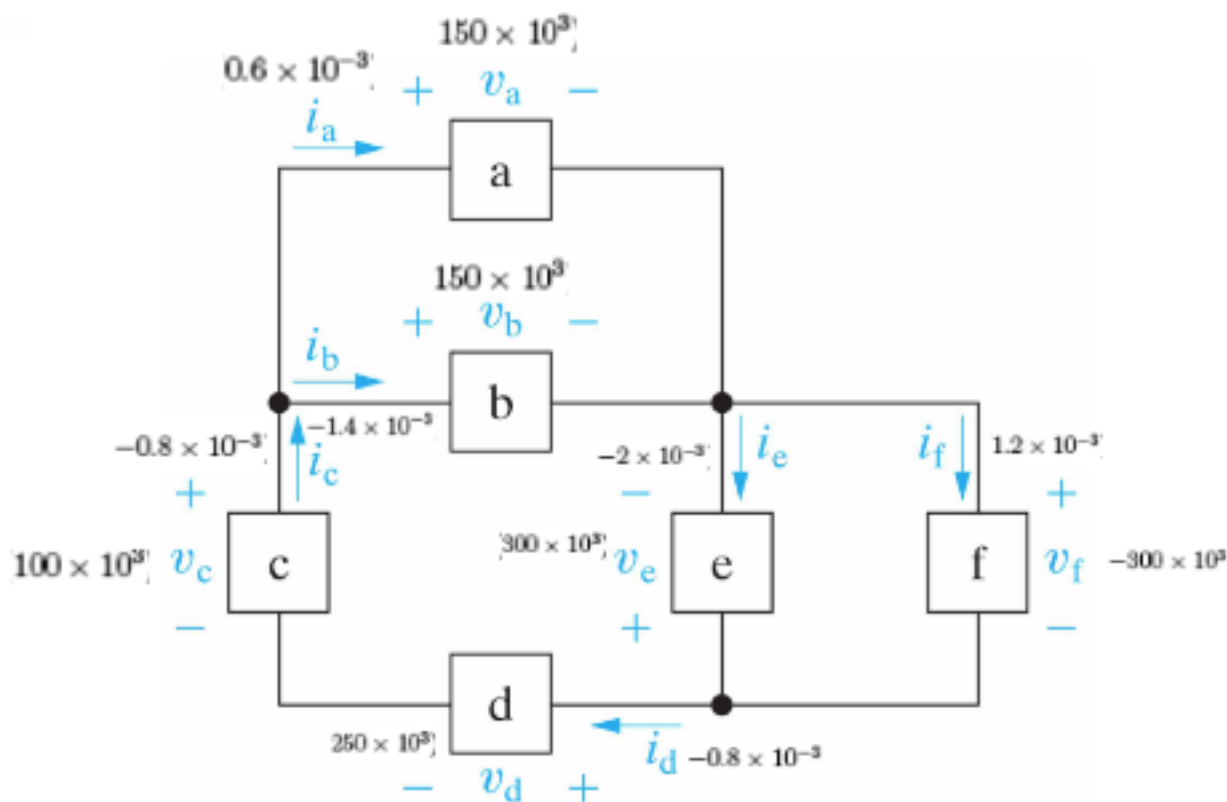 150 × 10³)
(0.6 × 10⁻³)
+ vₐ −
iₐ
a
150 × 10³)
+ v_b −
i_b
b
−1.4 × 10⁻³
−0.8 × 10⁻³)
i_c
−2 × 10⁻³)
i_e
i_f
1.2 × 10⁻³)
+
−
+
(100 × 10³)
v_c
c
(300 × 10³)
v_e
e
f
v_f
−300 × 10³
−
+
−
d
250 × 10³)
i_d
−0.8 × 10⁻³
− v_d +